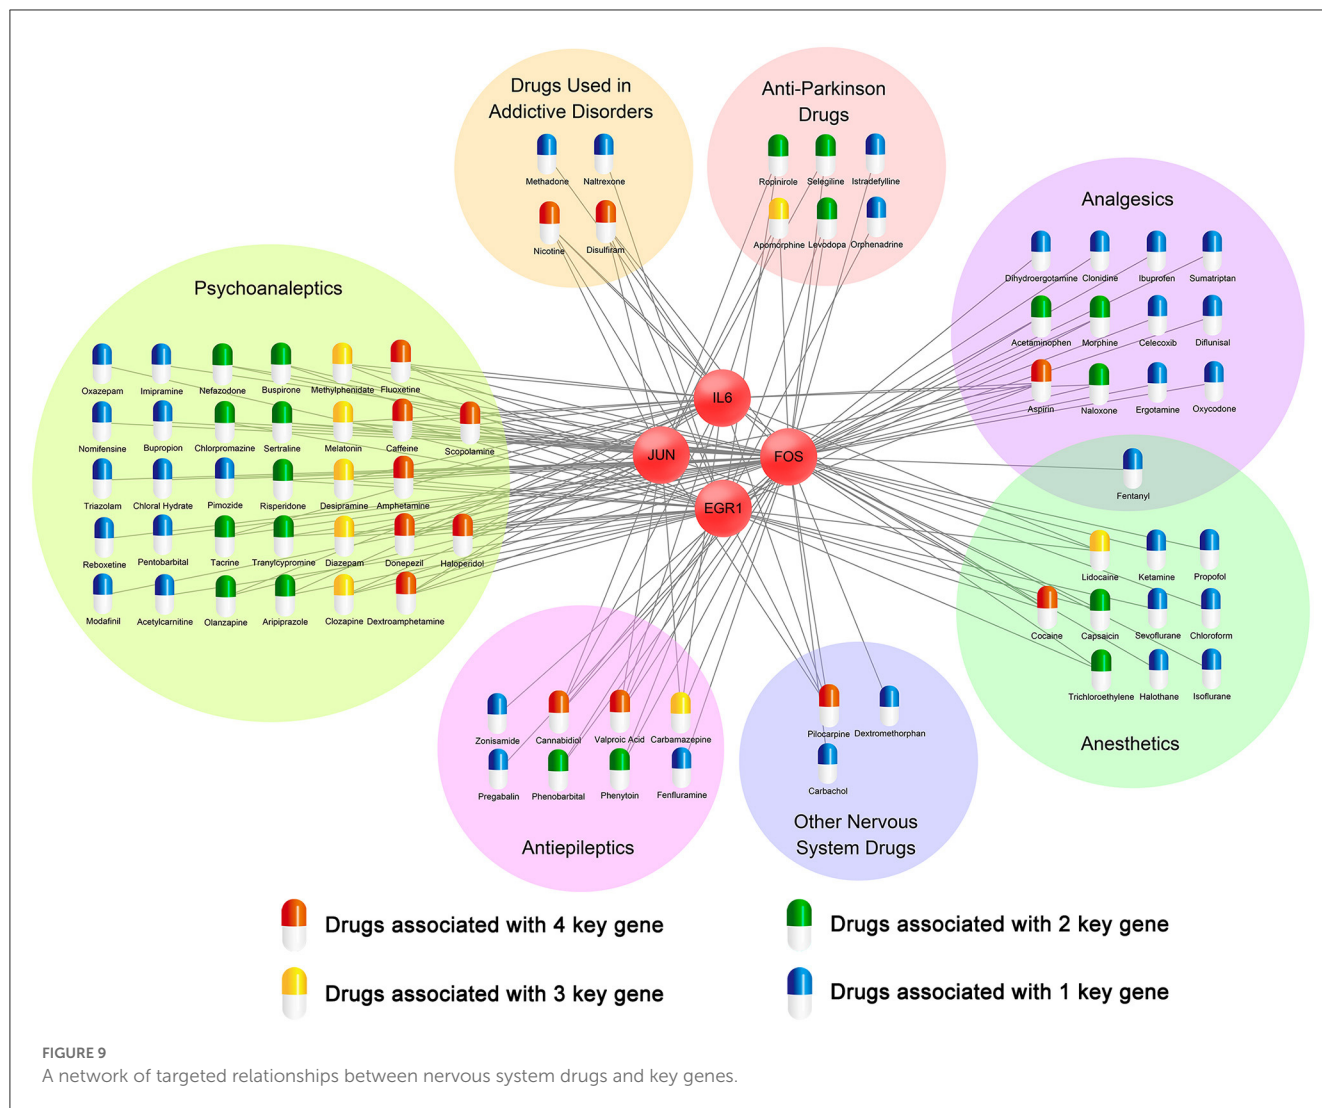 Drugs Used in
Addictive Disorders
Methadone Naltrexone
Nicotine Disulfiram
Anti-Parkinson
Drugs
Ropinirole Selegiline Istradefylline
Apomorphine Levodopa Orphenadrine
Analgesics
Dihydroergotamine Clonidine Ibuprofen Sumatriptan
Acetaminophen Morphine Celecoxib Diflunisal
Aspirin Naloxone Ergotamine Oxycodone
Fentanyl
Psychoanaleptics
Oxazepam Imipramine Nefazodone Buspirone Methylphenidate Fluoxetine
Nomifensine Bupropion Chlorpromazine Sertraline Melatonin Caffeine Scopolamine
Triazolam Chloral Hydrate Pimozide Risperidone Desipramine Amphetamine
Reboxetine Pentobarbital Tacrine Tranylcypromine Diazepam Donepezil Haloperidol
Modafinil Acetylcarnitine Olanzapine Aripiprazole Clozapine Dextroamphetamine
IL6
JUN FOS
EGR1
Lidocaine Ketamine Propofol
Cocaine Capsaicin Sevoflurane Chloroform
Trichloroethylene Halothane Isoflurane
Anesthetics
Zonisamide Cannabidiol Valproic Acid Carbamazepine
Pregabalin Phenobarbital Phenytoin Fenfluramine
Antiepileptics
Pilocarpine Dextromethorphan
Carbachol
Other Nervous
System Drugs
Drugs associated with 4 key gene
Drugs associated with 2 key gene
Drugs associated with 3 key gene
Drugs associated with 1 key gene
FIGURE 9
A network of targeted relationships between nervous system drugs and key genes.